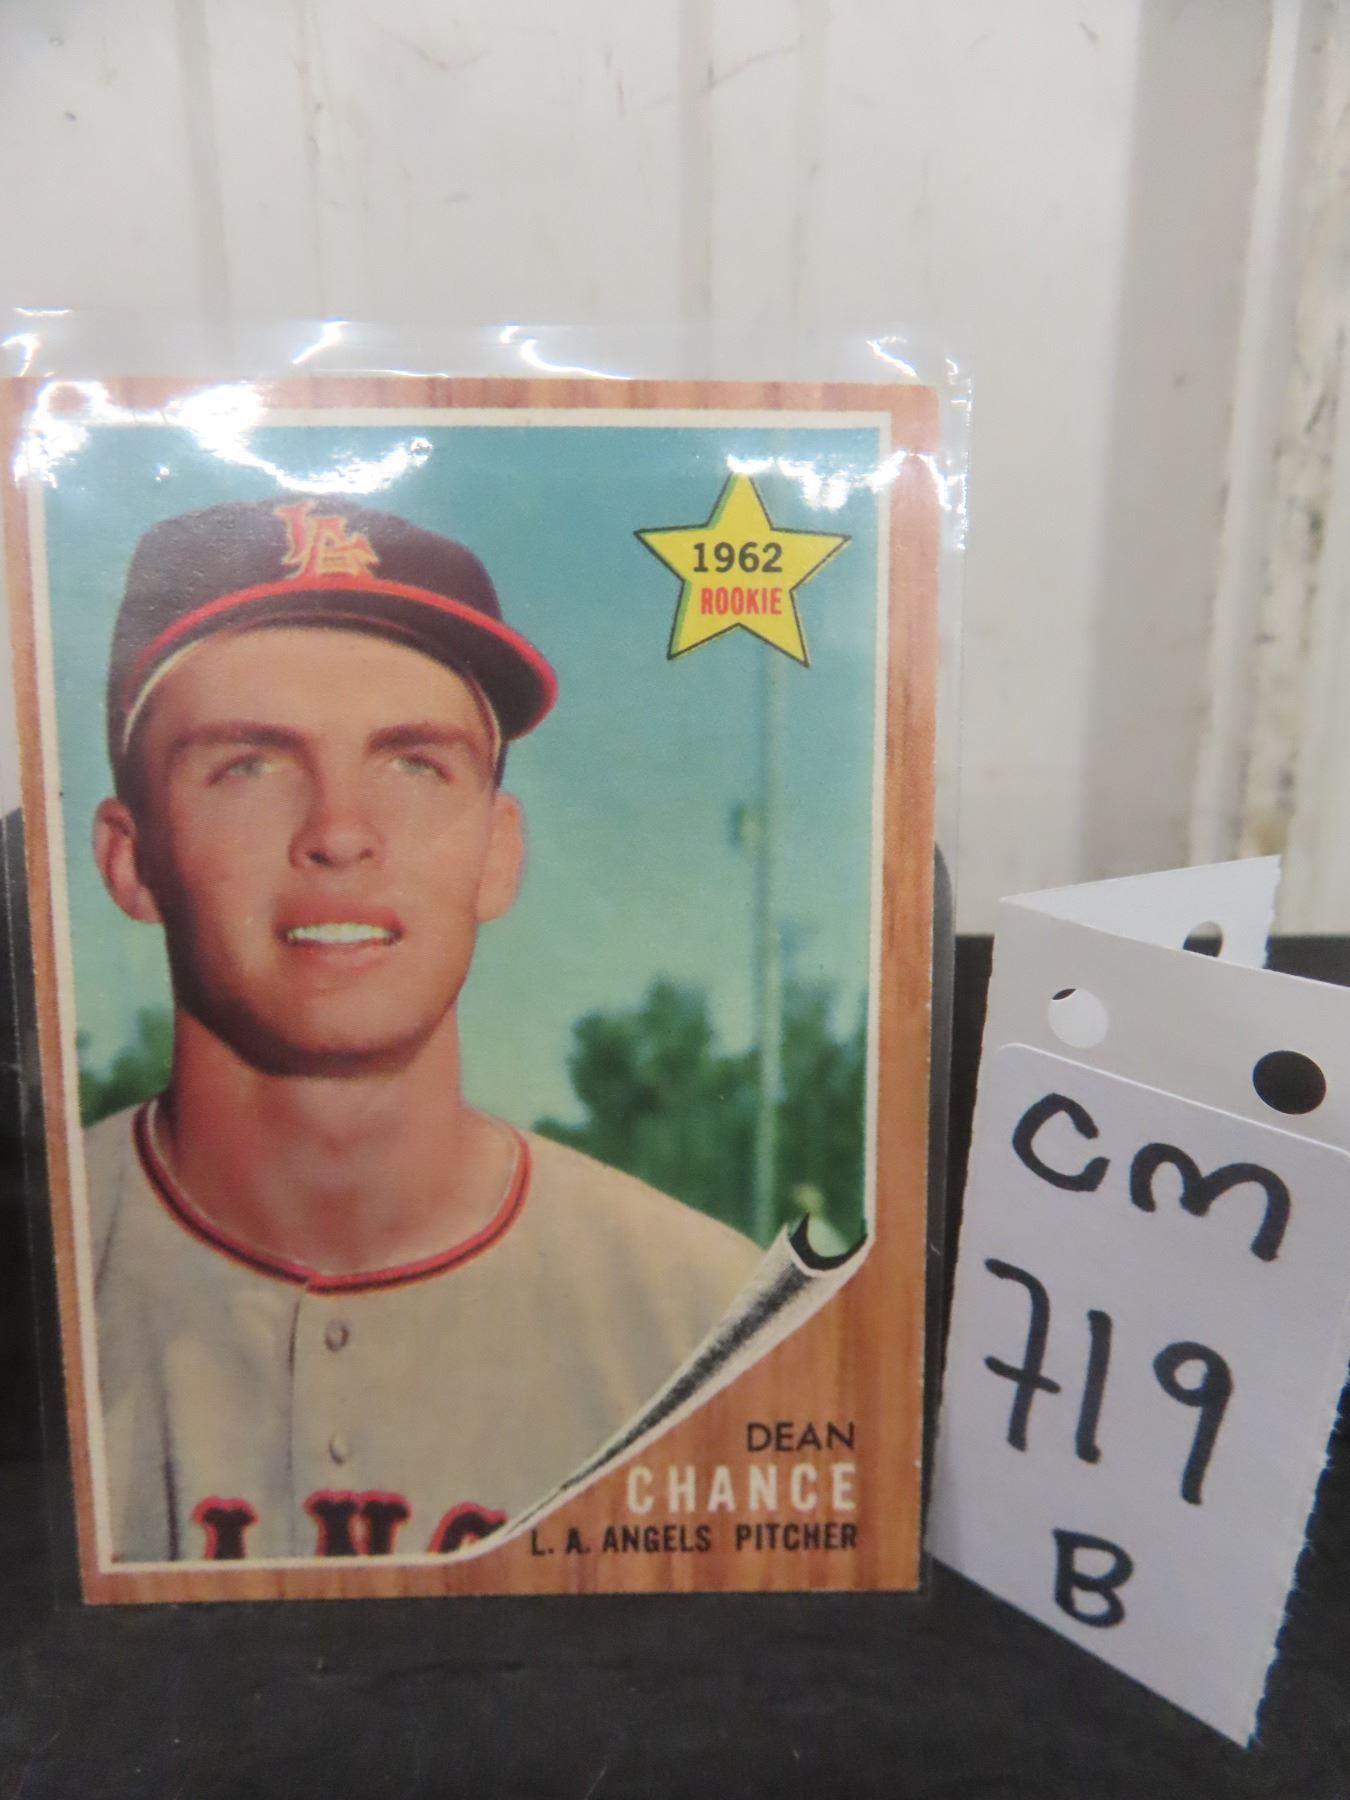 LA
1962
ROOKIE
DEAN
CHANCE
L. A. ANGELS PITCHER
CM
719
B